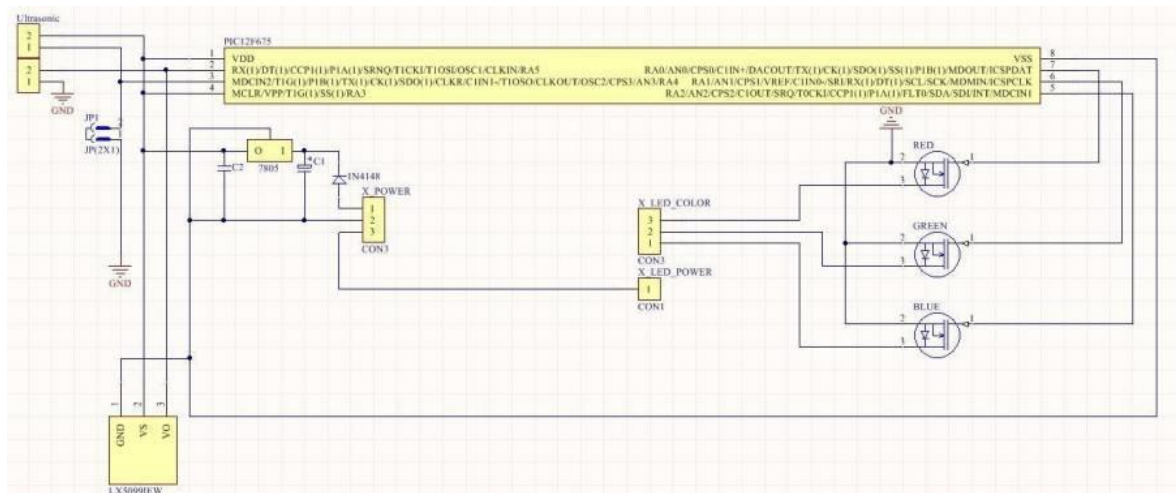 Ultrasonic
2
1
2
1
GND
PIC12F675
1 VDD VSS 8
2 RX(1)/DT(1)/CCP1(1)/P1A(1)/SRNQ/T1CKI/T1OSI/OSC1/CLKIN/RA5 RA0/AN0/CPS0/C1IN+/DACOUT/TX(1)/CK(1)/SDO(1)/SS(1)/P1B(1)/MDOUT/ICSPDAT 7
3 MDCIN2/T1G(1)/P1B(1)/TX(1)/CK(1)/SDO(1)/CLKR/C1IN1-/T1OSO/CLKOUT/OSC2/CPS3/AN3/RA4 RA1/AN1/CPS1/VREF/C1IN0-/SRI/RX(1)/DT(1)/SCL/SCK/MDMIN/ICSPCLK 6
4 MCLR/VPP/T1G(1)/SS(1)/RA3 RA2/AN2/CPS2/C1OUT/SRQ/T0CKI/CCP1(1)/P1A(1)/FLT0/SDA/SDI/INT/MDCIN1 5
JP1
JP(2X1)
GND
O I
7805
C2
C1
1N4148
X_POWER
1
2
3
CON3
X_LED_COLOR
3
2
1
CON3
X_LED_POWER
1
CON1
GND
RED
2 1
3
GREEN
2 1
3
BLUE
2 1
3
1 2 3
GND VS VO
LX5099IEW